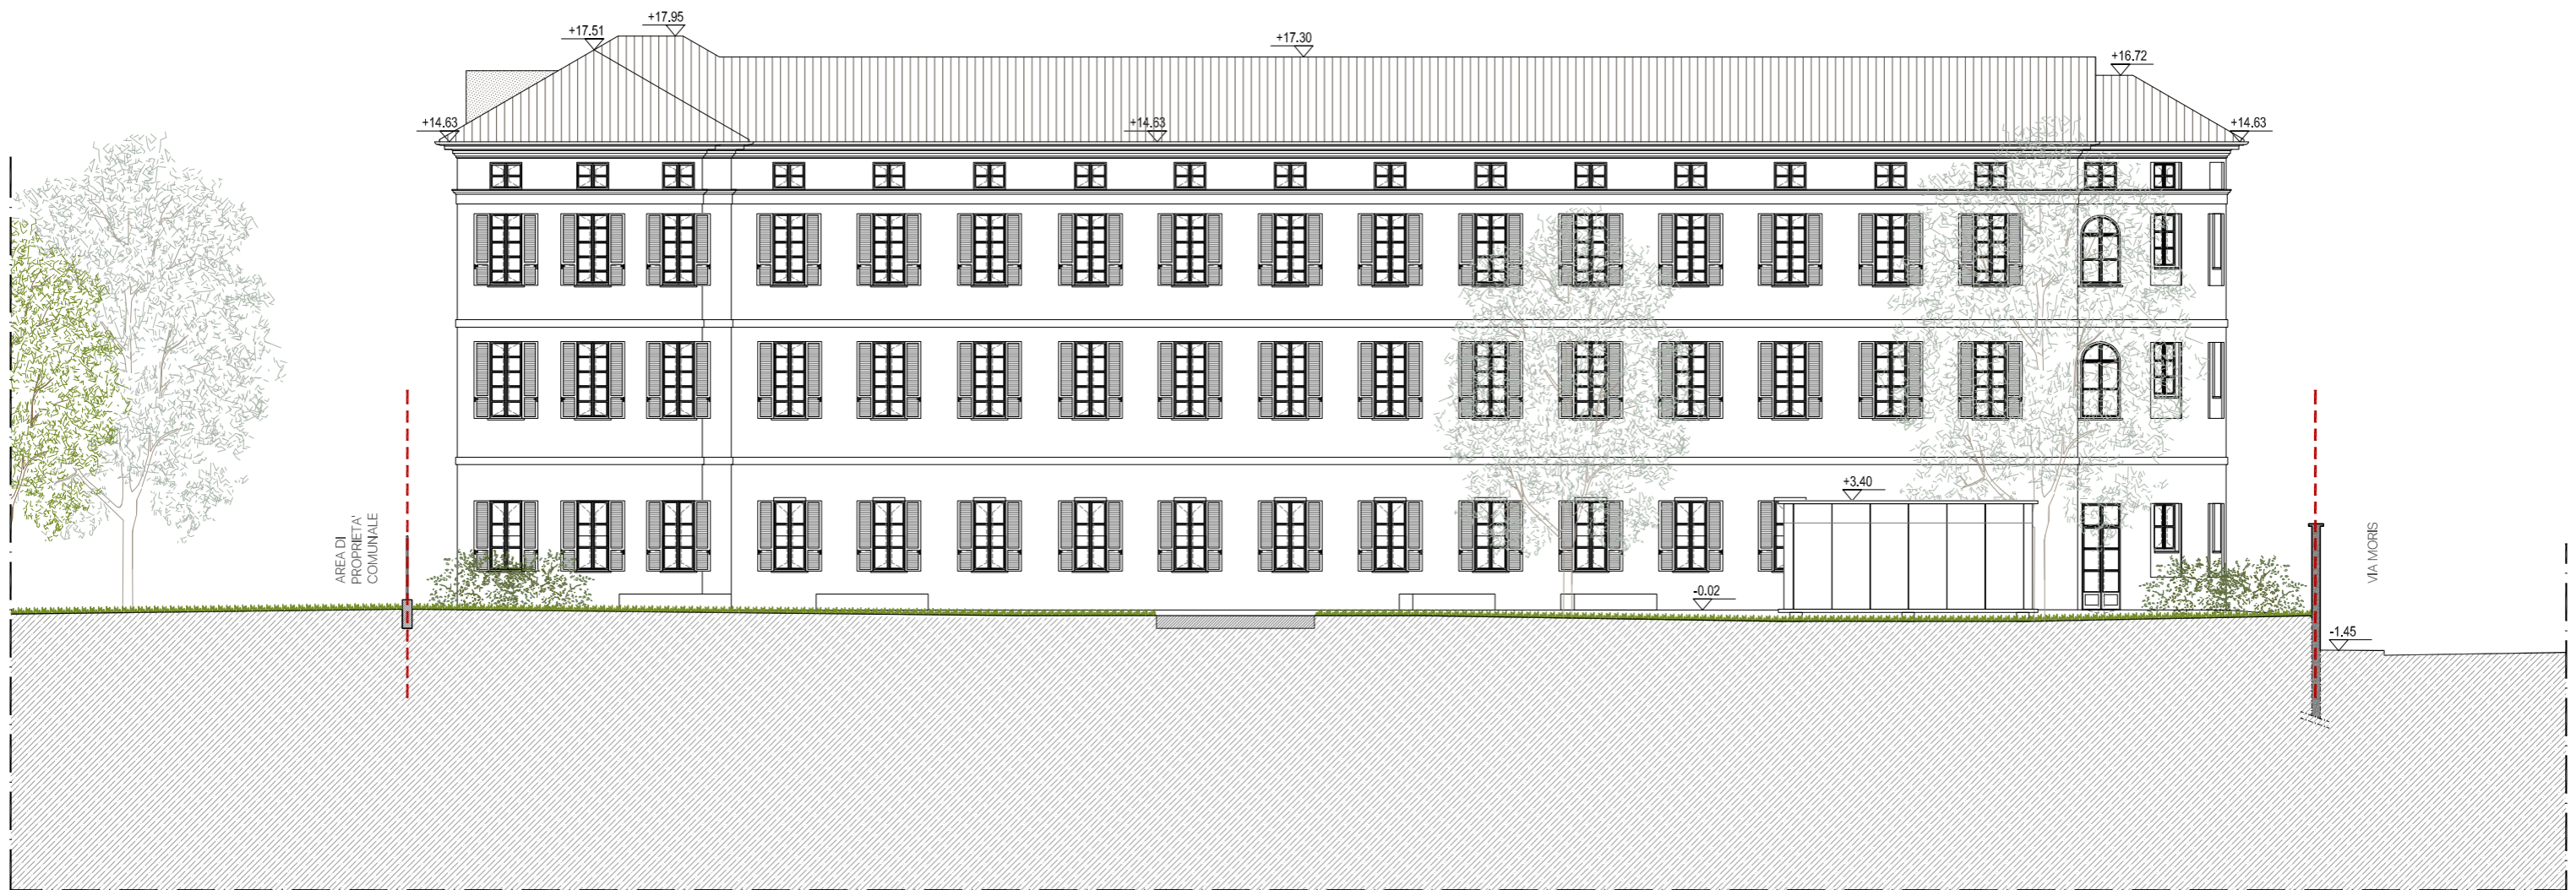 +17.95
+17.51
+17.30
+16.72
+14.63
+14.63
+14.63
+3.40
-0.02
-1.45
AREA DI
PROPRIETA'
COMUNALE
VIA MORIS